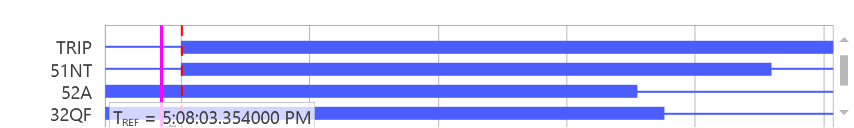 TRIP
51NT
52A
32QF
TREF = 5:08:03.354000 PM